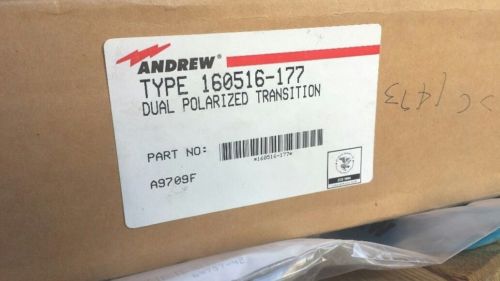 ANDREW®
TYPE 160516-177
DUAL POLARIZED TRANSITION
PART NO:
*160516-177*
A9709F